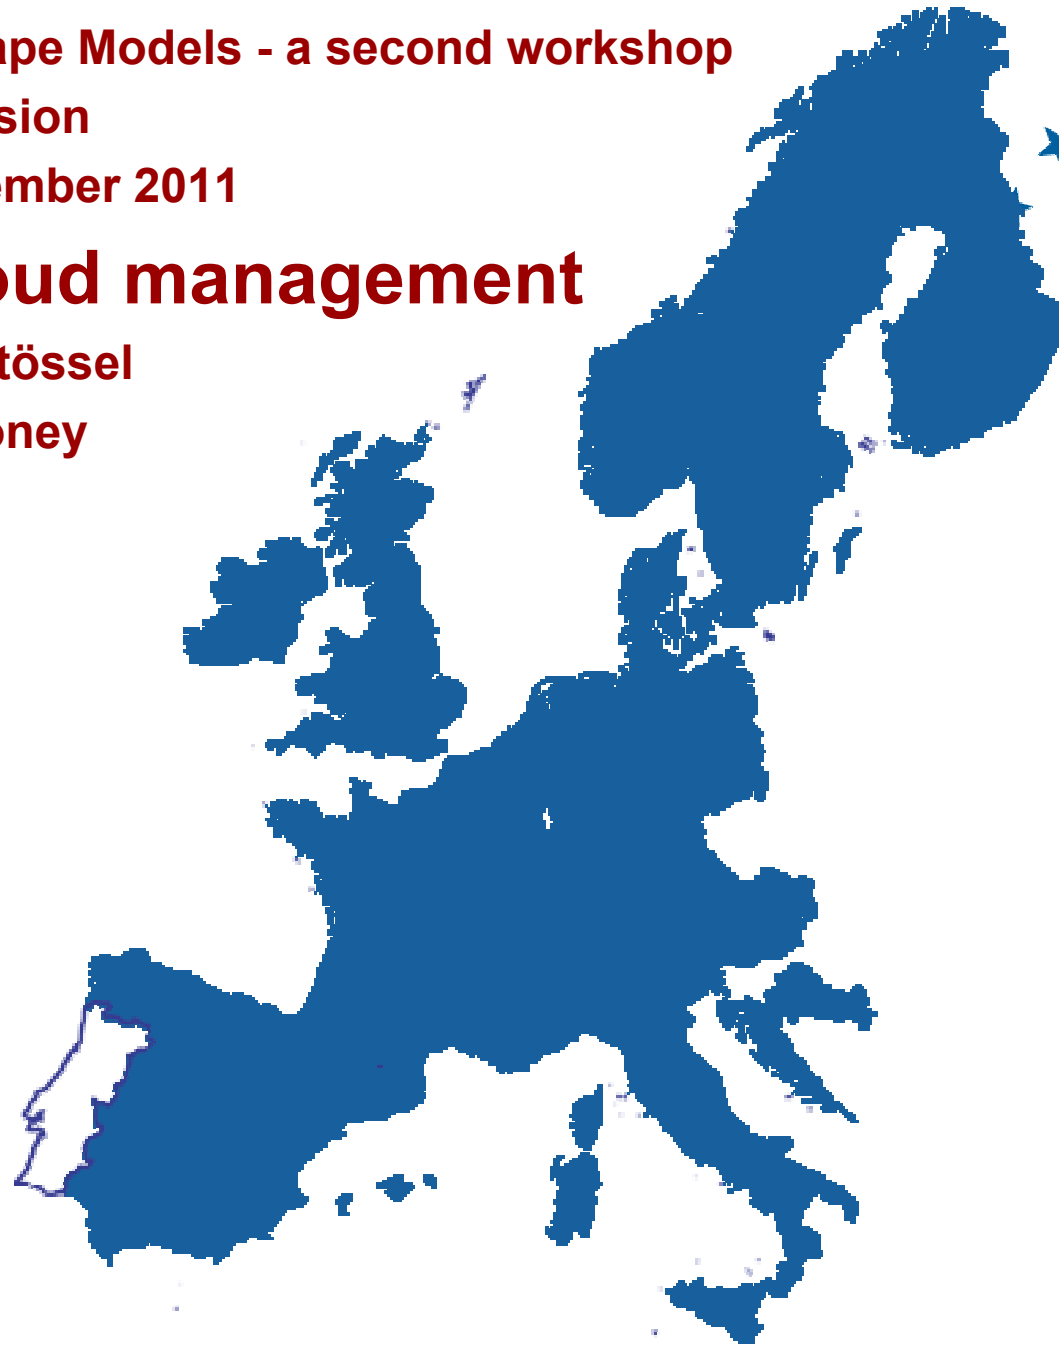 ape Models - a second workshop
sion
ember 2011
oud management
tössel
oney